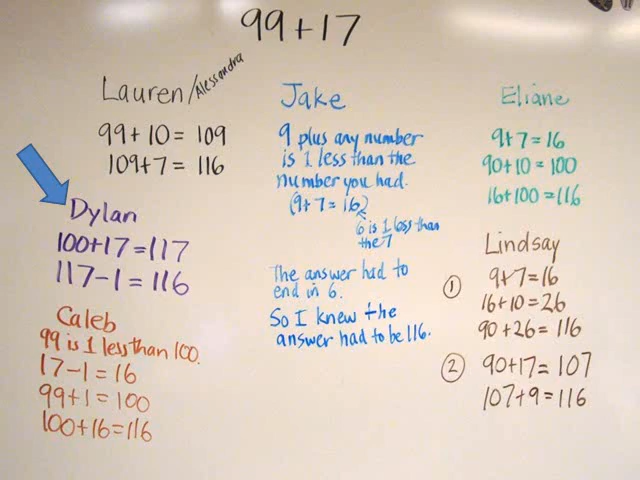 99+17
Lauren/Alessandra
99+10=109
109+7=116
Dylan
100+17=117
117-1=116
Caleb
99 is 1 less than 100.
17-1=16
99+1=100
100+16=116
Jake
9 plus any number
is 1 less than the
number you had.
(9+7=16)
6 is 1 less than
the 7
The answer had to
end in 6.
So I knew the
answer had to be 116.
Eliane
9+7=16
90+10=100
16+100=116
Lindsay
1 9+7=16
16+10=26
90+26=116
2 90+17=107
107+9=116